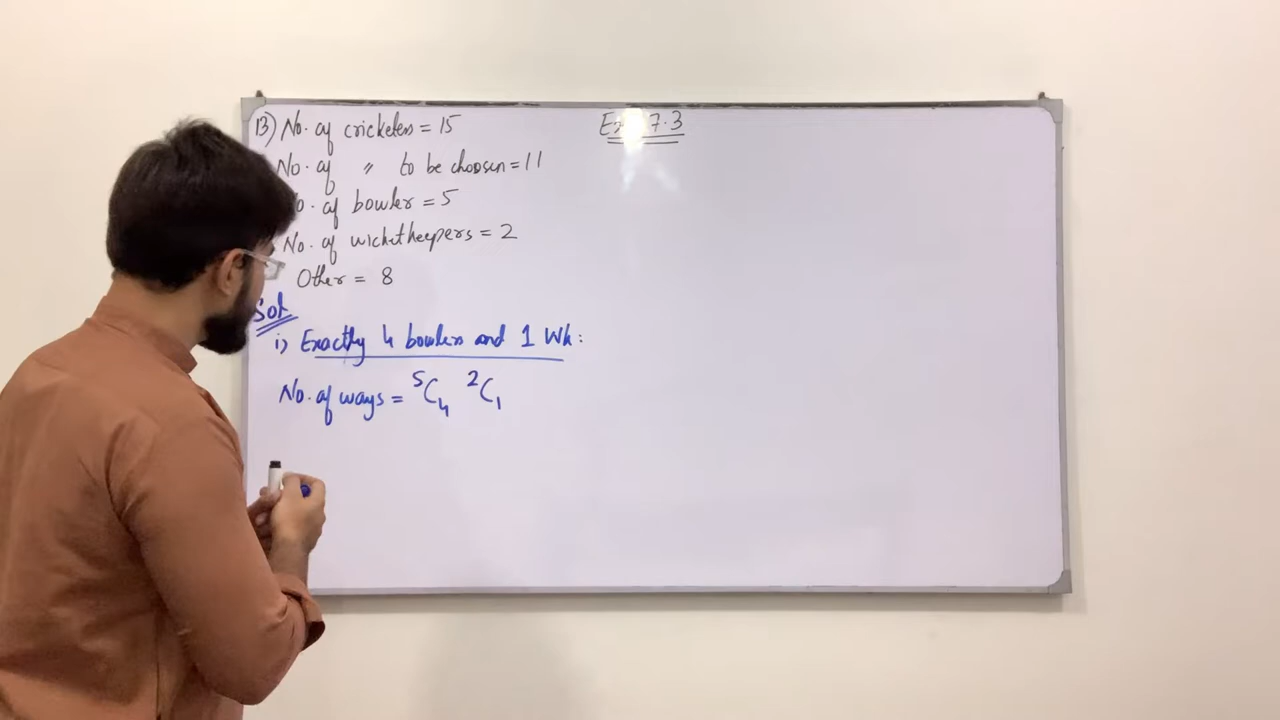 13) No. of cricketers = 15
Ex 7.3
No. of " to be choosen = 11
No. of bowler = 5
No. of wicketkeepers = 2
Other = 8
Sol
i) Exactly 4 bowlers and 1 Wk:
No. of ways = ⁵C₄ ²C₁